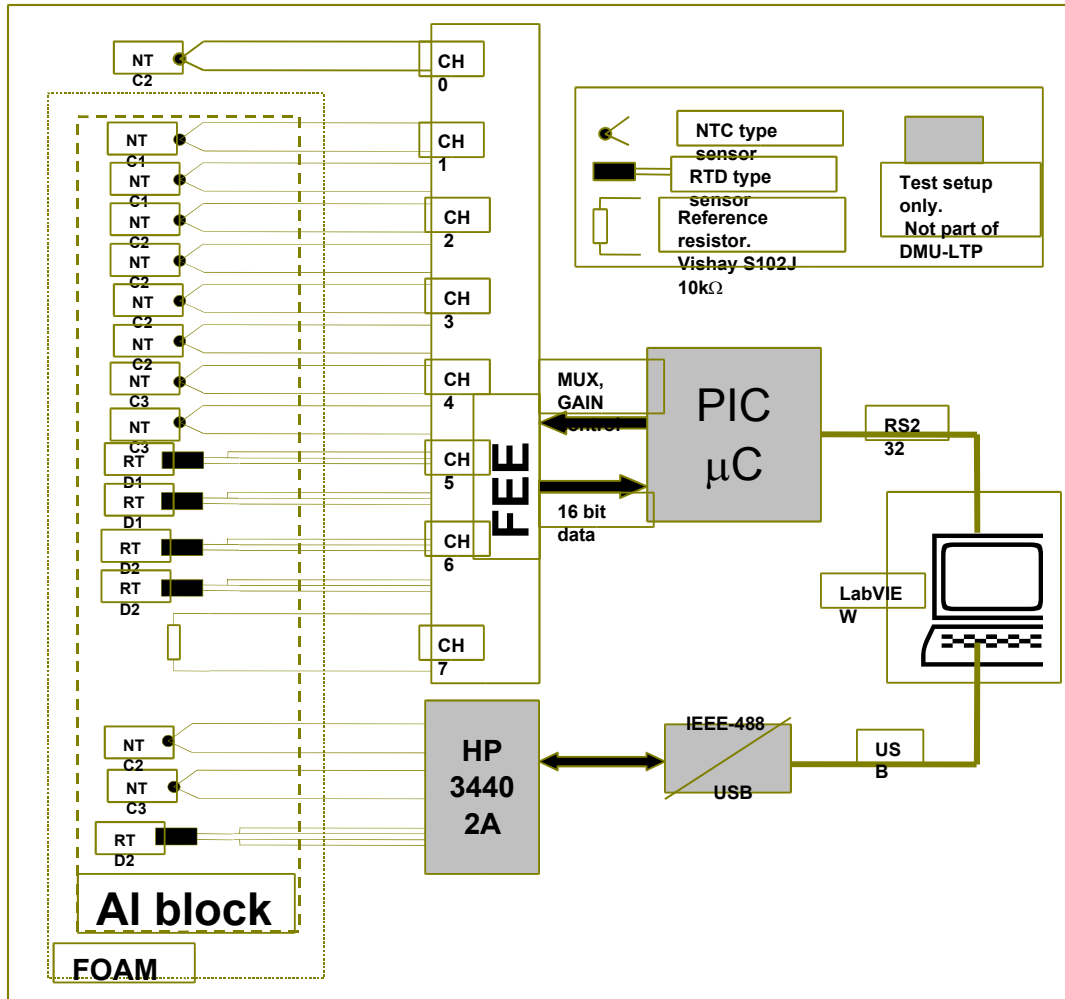 NT
C2
CH
0
NT
C1
CH
1
NT
C1
NT
C2
CH
2
NT
C2
NT
C2
CH
3
NT
C2
NT
C3
CH
4
NT
C3
RT
D1
CH
5
RT
D1
RT
D2
CH
6
RT
D2
CH
7
FEE
NTC type
sensor
RTD type
sensor
Reference
resistor.
Vishay S102J
10kΩ
Test setup
only.
Not part of
DMU-LTP
MUX,
GAIN
control
16 bit
data
PIC
μC
RS2
32
LabVIE
W
NT
C2
NT
C3
RT
D2
HP
3440
2A
IEEE-488
USB
US
B
Al block
FOAM